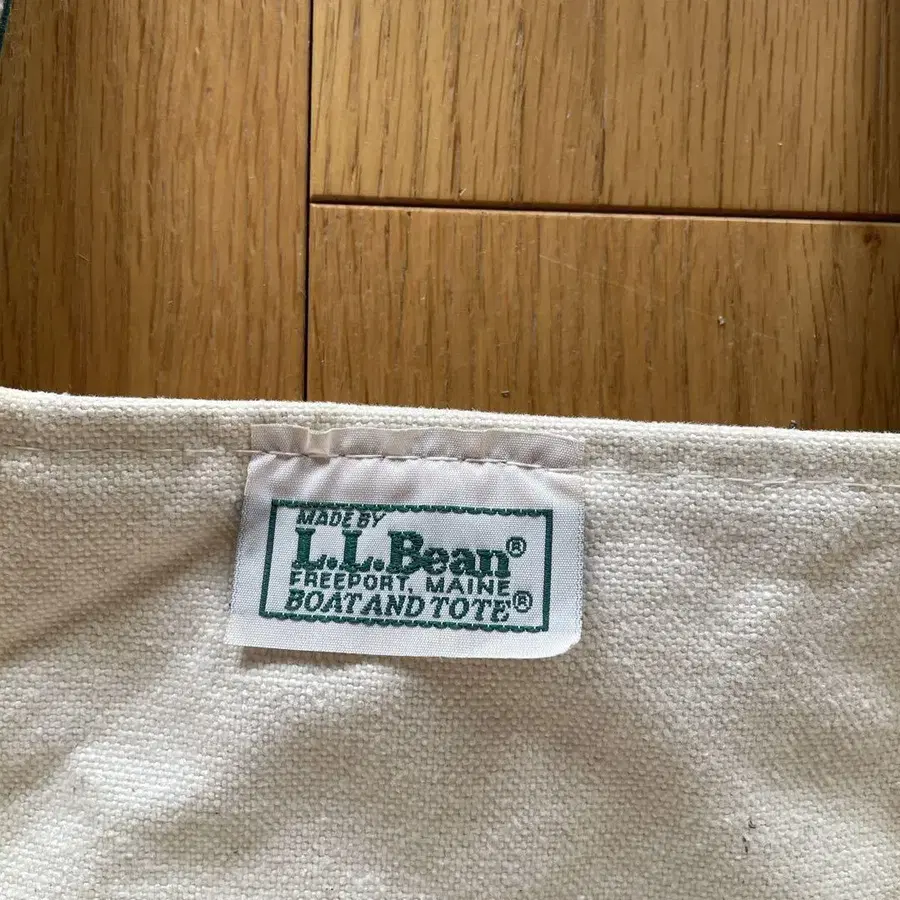 MADE BY
L.L.Bean®
FREEPORT, MAINE
BOAT AND TOTE®